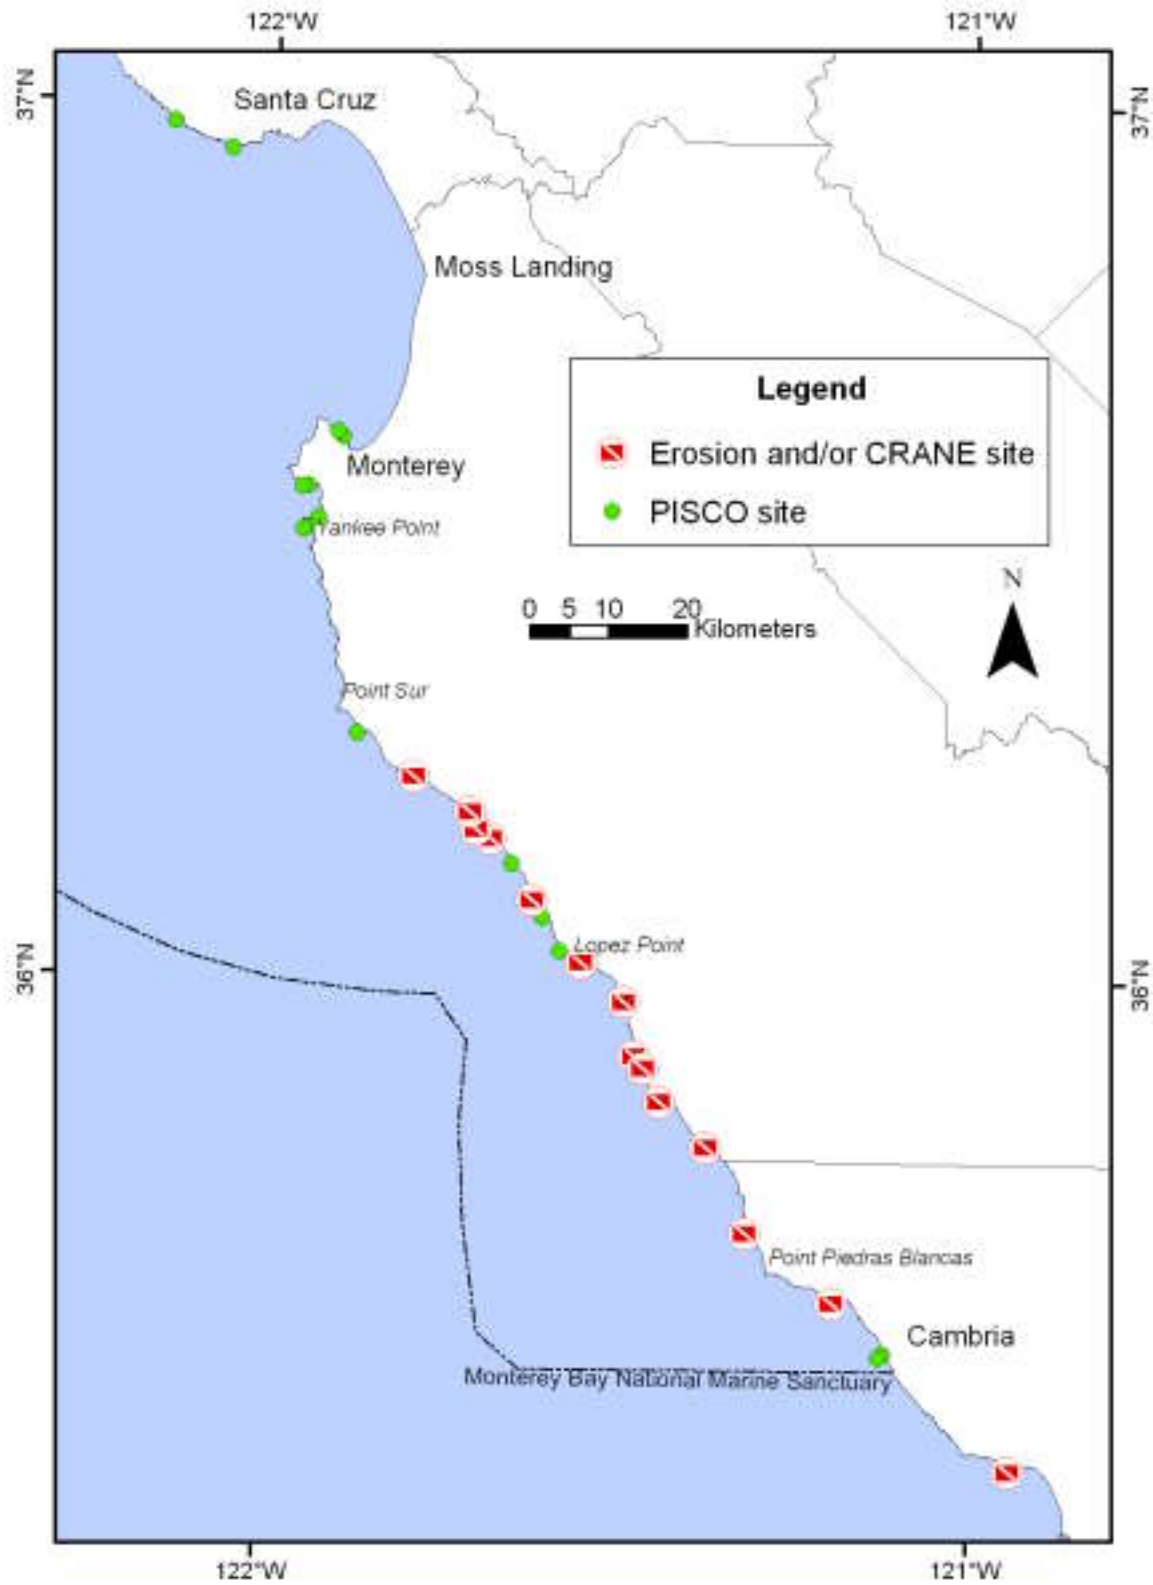 122°W
121°W
37°N
37°N
Santa Cruz
Moss Landing
Legend
Erosion and/or CRANE site
PISCO site
Monterey
Yankee Point
N
0 5 10 20
Kilometers
Point Sur
Lopez Point
36°N
36°N
Point Piedras Blancas
Cambria
Monterey Bay National Marine Sanctuary
122°W
121°W